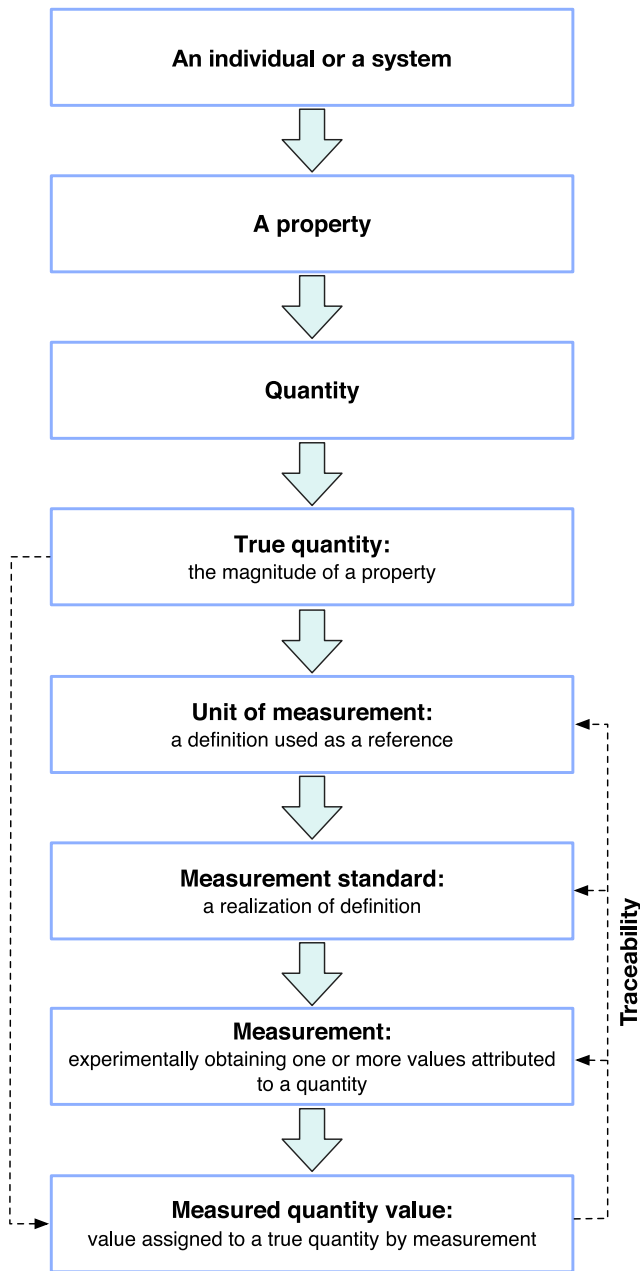 An individual or a system
A property
Quantity
True quantity:
the magnitude of a property
Unit of measurement:
a definition used as a reference
Measurement standard:
a realization of definition
Measurement:
experimentally obtaining one or more values attributed
to a quantity
Measured quantity value:
value assigned to a true quantity by measurement
Traceability